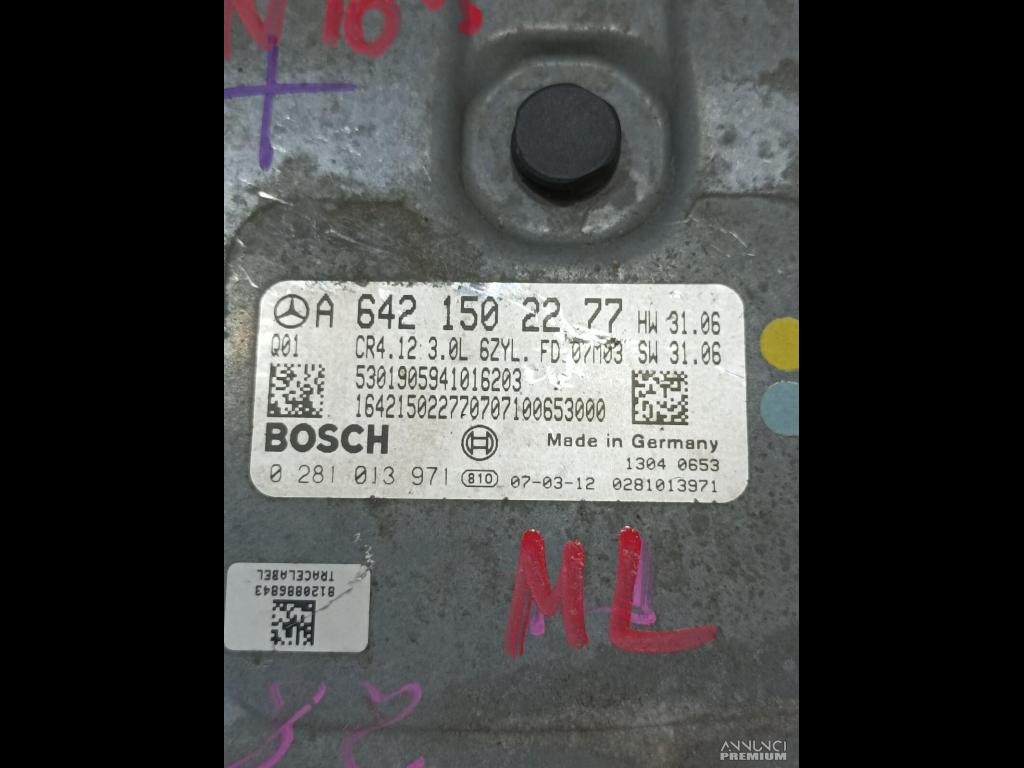 A 642 150 22 77 HW 31.06
Q01 CR4.12 3.0L 6ZYL. FD 07M03 SW 31.06
5301905941016203
164215022770707100653000
BOSCH Made in Germany
1304 0653
0 281 013 971 810 07-03-12 0281013971
ML
TRACELABEL
8120886843
ANNUNCI
PREMIUM